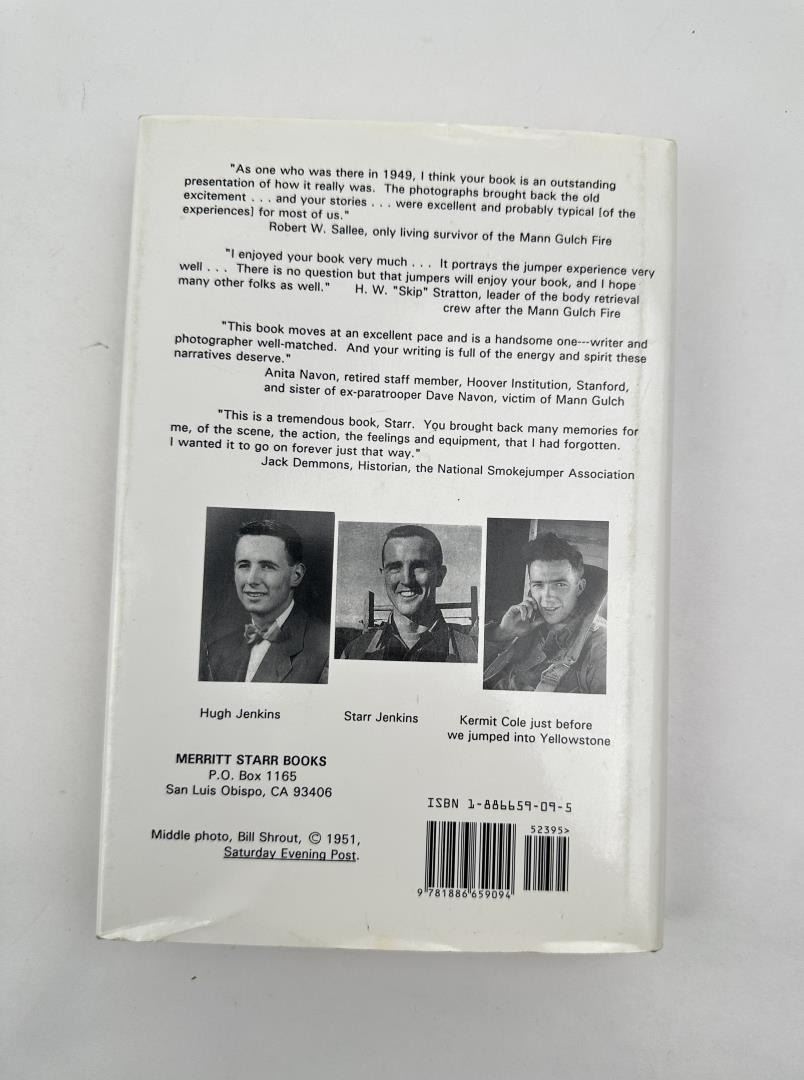 "As one who was there in 1949, I think your book is an outstanding
presentation of how it really was. The photographs brought back the old
excitement . . . and your stories . . . were excellent and probably typical [of the
experiences] for most of us."
Robert W. Sallee, only living survivor of the Mann Gulch Fire
"I enjoyed your book very much . . . It portrays the jumper experience very
well . . . There is no question but that jumpers will enjoy your book, and I hope
many other folks as well." H. W. "Skip" Stratton, leader of the body retrieval
crew after the Mann Gulch Fire
"This book moves at an excellent pace and is a handsome one---writer and
photographer well-matched. And your writing is full of the energy and spirit these
narratives deserve."
Anita Navon, retired staff member, Hoover Institution, Stanford,
and sister of ex-paratrooper Dave Navon, victim of Mann Gulch
"This is a tremendous book, Starr. You brought back many memories for
me, of the scene, the action, the feelings and equipment, that I had forgotten.
I wanted it to go on forever just that way."
Jack Demmons, Historian, the National Smokejumper Association
Hugh Jenkins
Starr Jenkins
Kermit Cole just before
we jumped into Yellowstone
MERRITT STARR BOOKS
P.O. Box 1165
San Luis Obispo, CA 93406
Middle photo, Bill Shrout, © 1951,
Saturday Evening Post.
ISBN 1-886659-09-5
52395>
9 781886 659094